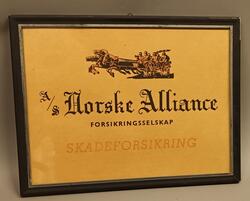 A/S Norske Alliance
FORSIKRINGSSELSKAP
SKADEFORSIKRING